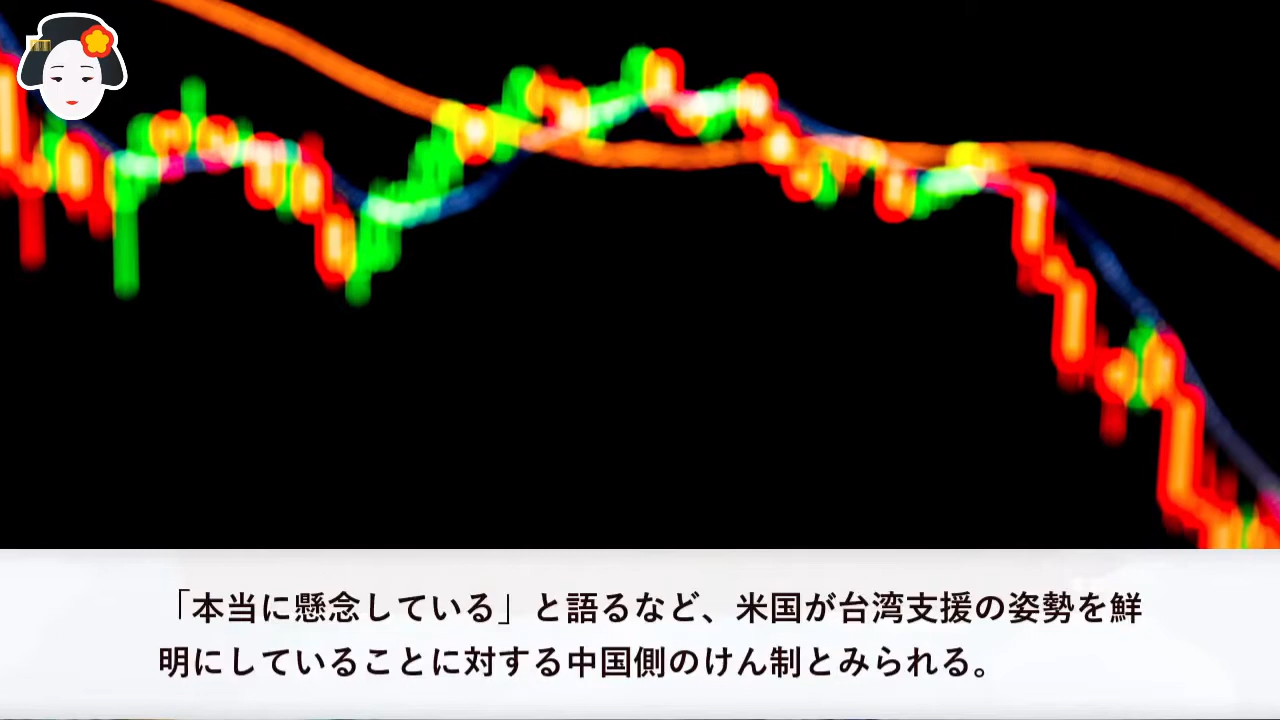 「本当に懸念している」と語るなど、米国が台湾支援の姿勢を鮮
明にしていることに対する中国側のけん制とみられる。